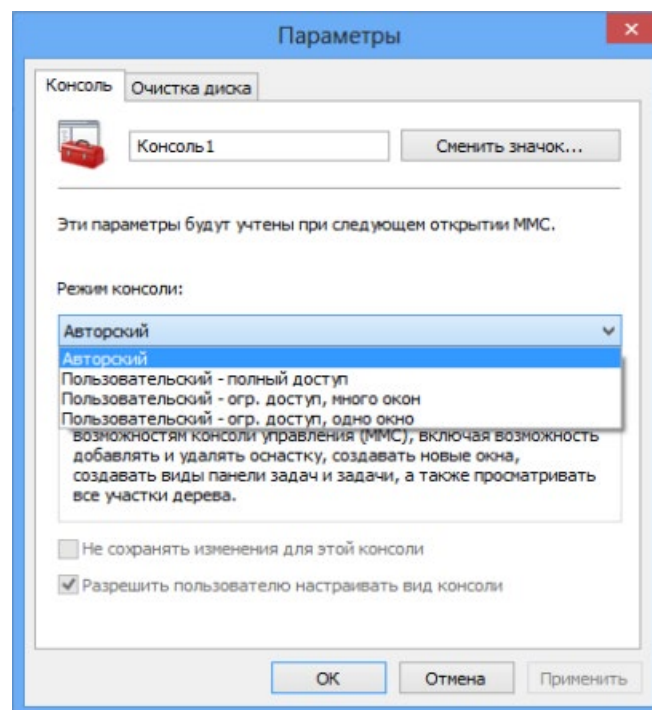 Параметры
Консоль
Очистка диска
Консоль1
Сменить значок...
Эти параметры будут учтены при следующем открытии MMC.
Режим консоли:
Авторский
Авторский
Пользовательский - полный доступ
Пользовательский - огр. доступ, много окон
Пользовательский - огр. доступ, одно окно
возможностям консоли управления (MMC), включая возможность
добавлять и удалять оснастку, создавать новые окна,
создавать виды панели задач и задачи, а также просматривать
все участки дерева.
Не сохранять изменения для этой консоли
Разрешить пользователю настраивать вид консоли
ОК
Отмена
Применить